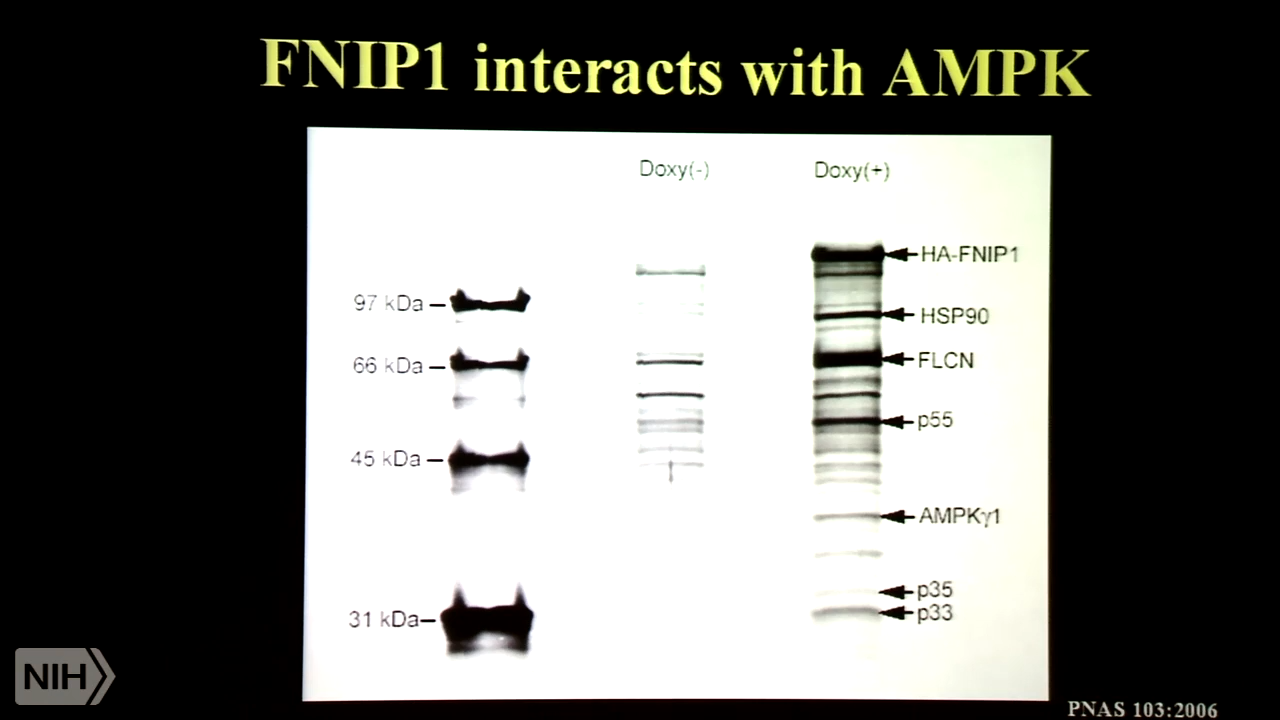 FNIP1 interacts with AMPK
Doxy(-)
Doxy(+)
HA-FNIP1
97 kDa
HSP90
66 kDa
FLCN
p55
45 kDa
AMPKγ1
p35
31 kDa
p33
NIH
PNAS 103:2006